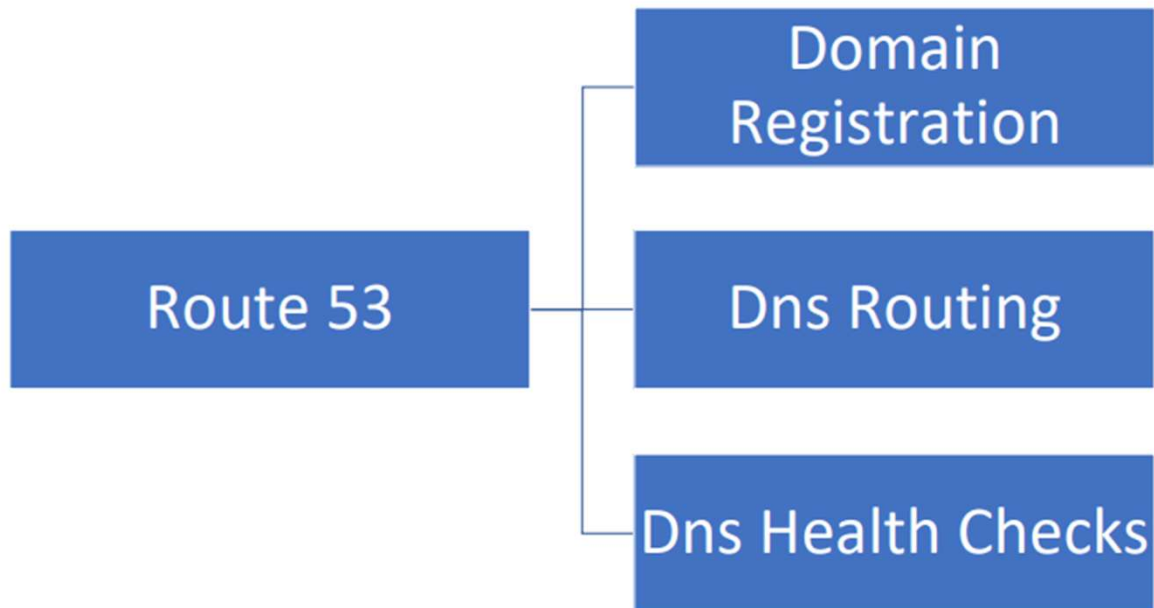 Domain
Registration
Route 53
Dns Routing
Dns Health Checks